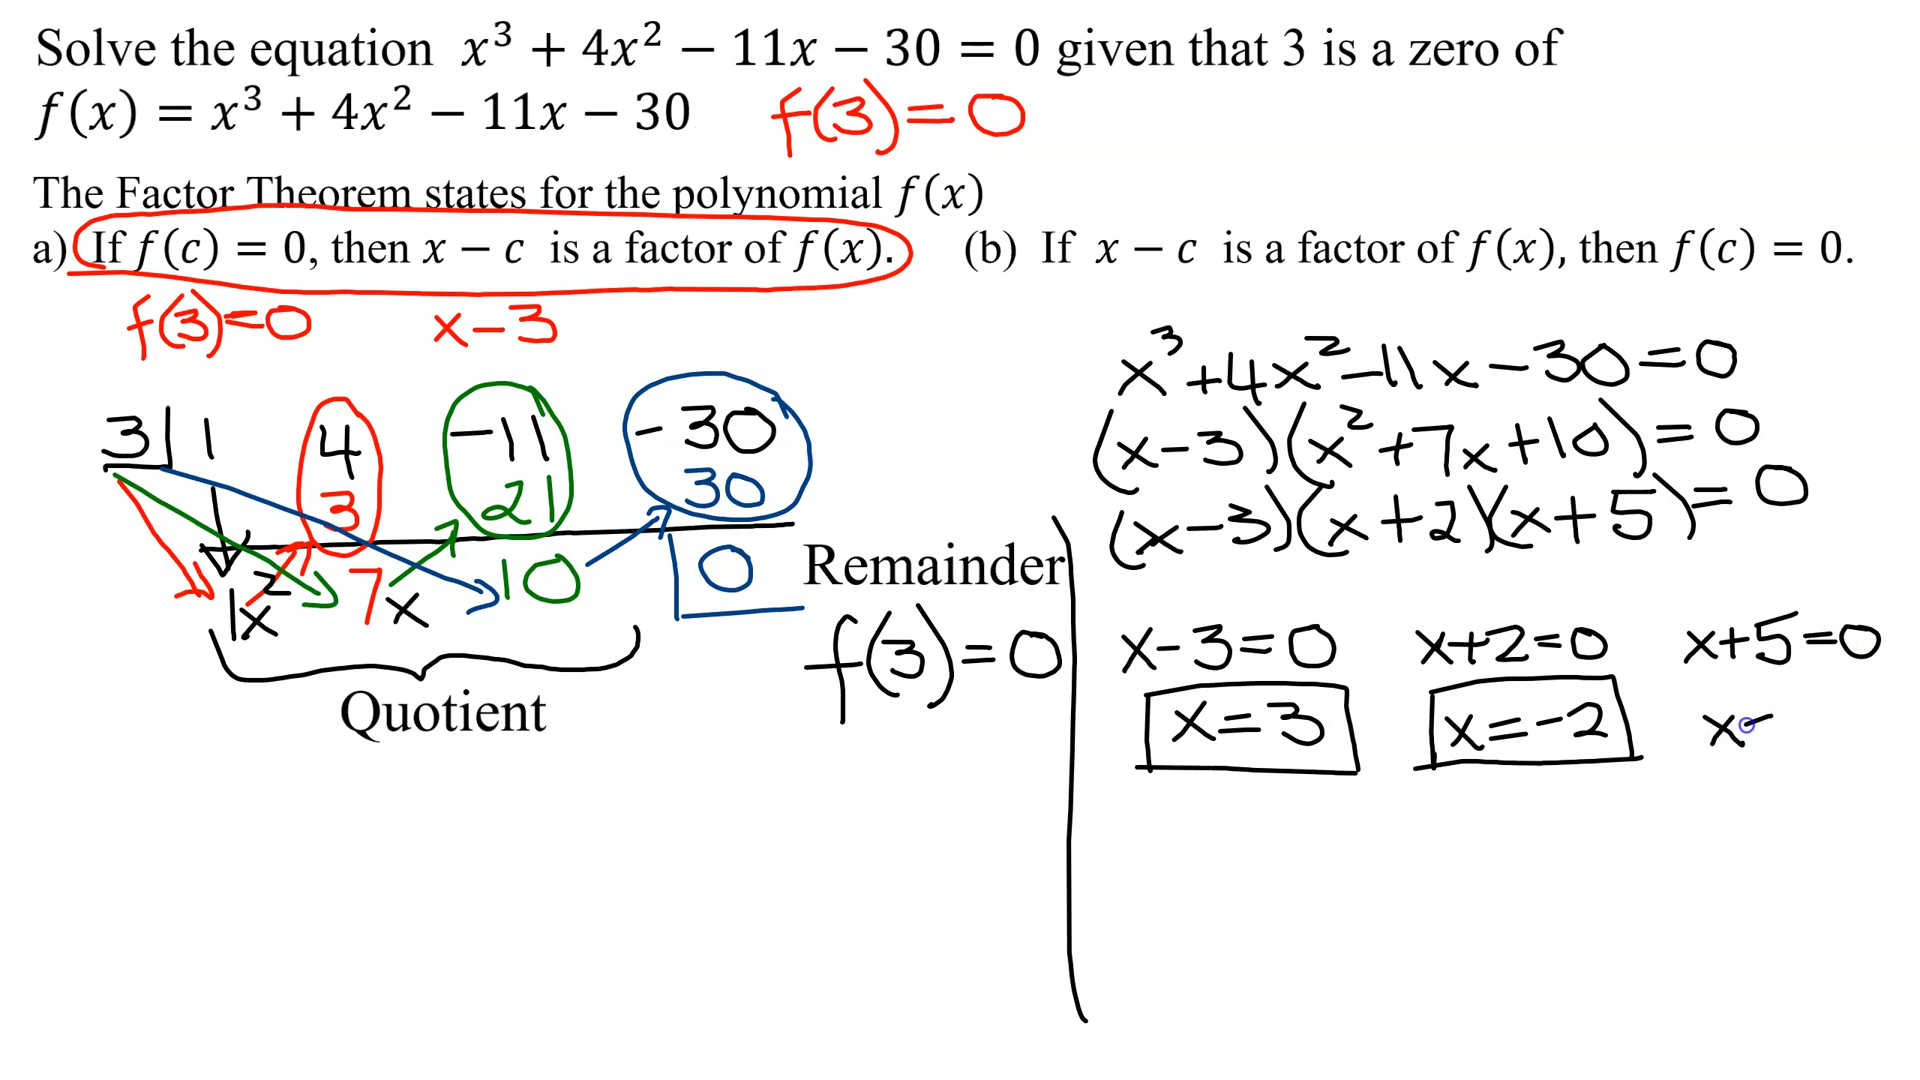 Solve the equation x³ + 4x² − 11x − 30 = 0 given that 3 is a zero of
f(x) = x³ + 4x² − 11x − 30 f(3)=0
The Factor Theorem states for the polynomial f(x)
a) If f(c) = 0, then x − c is a factor of f(x). (b) If x − c is a factor of f(x), then f(c) = 0.
f(3)=0 x−3
3| 1 4 −11 −30
3 21 30
1x² 7x 10 0 Remainder
Quotient
f(3)=0
x³+4x²−11x−30=0
(x−3)(x²+7x+10)=0
(x−3)(x+2)(x+5)=0
x−3=0 x+2=0 x+5=0
x=3 x=−2 x−